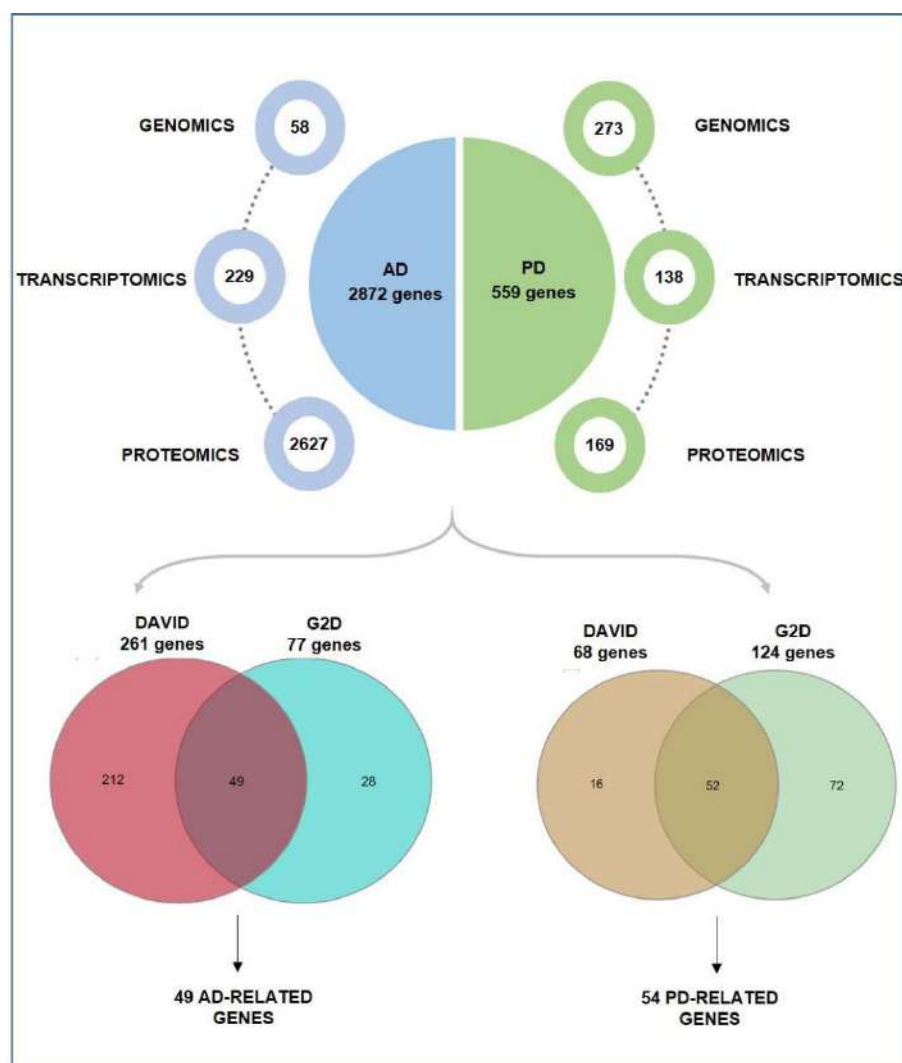 GENOMICS
58
273
GENOMICS
TRANSCRIPTOMICS
229
AD
2872 genes
PD
559 genes
138
TRANSCRIPTOMICS
PROTEOMICS
2627
169
PROTEOMICS
DAVID
261 genes
G2D
77 genes
DAVID
68 genes
G2D
124 genes
212
49
28
16
52
72
49 AD-RELATED
GENES
54 PD-RELATED
GENES